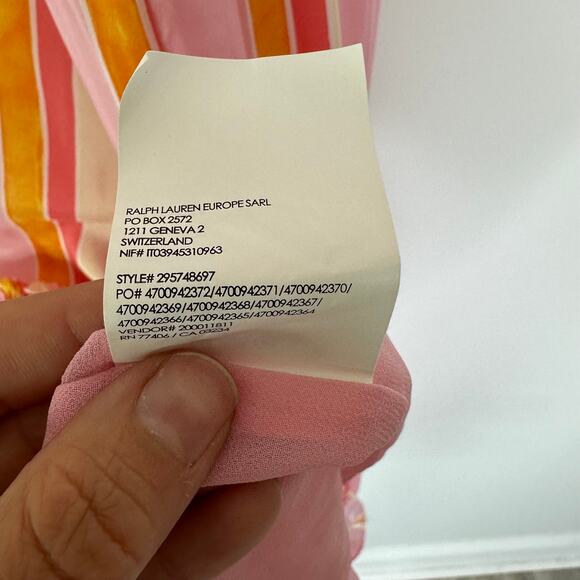 RALPH LAUREN EUROPE SARL
PO BOX 2572
1211 GENEVA 2
SWITZERLAND
NIF# IT03945310963
STYLE# 295748697
PO# 4700942372/4700942371/4700942370/
4700942369/4700942368/4700942367/
4700942366/4700942365/4700942364
VENDOR# 200011811
RN 77406 / CA 03234